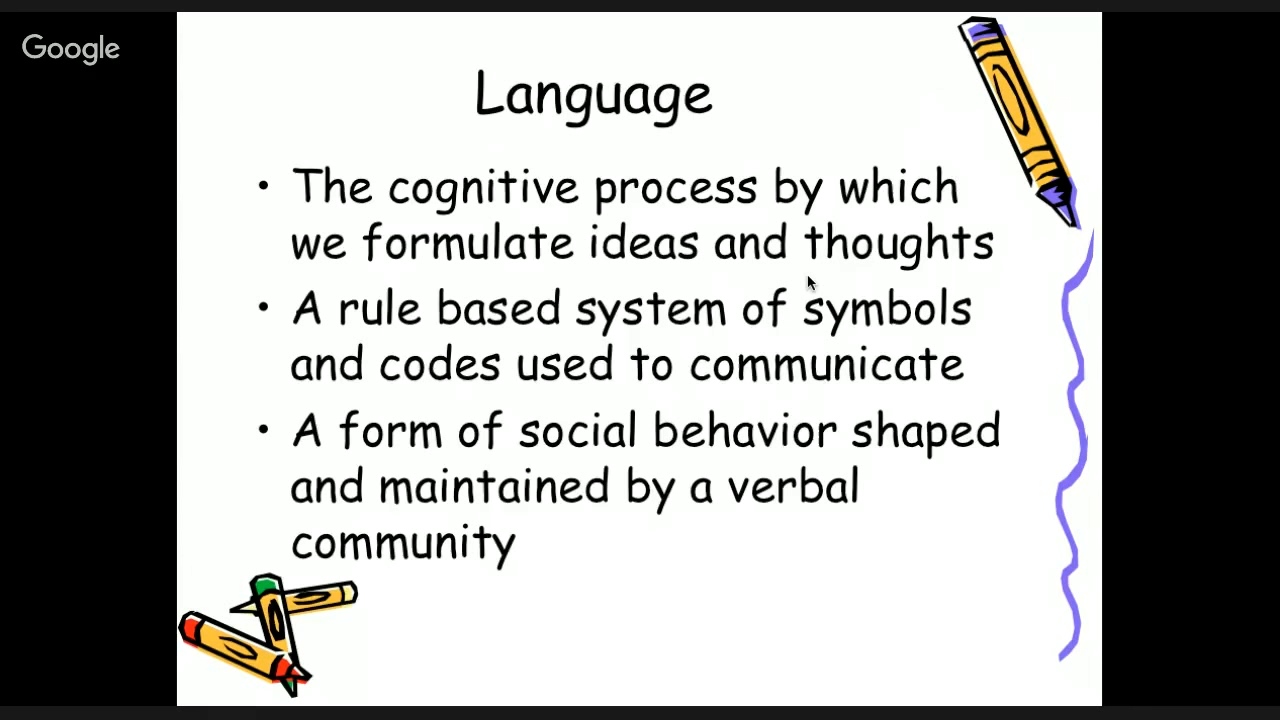 Google
Language
• The cognitive process by which
we formulate ideas and thoughts
• A rule based system of symbols
and codes used to communicate
• A form of social behavior shaped
and maintained by a verbal
community